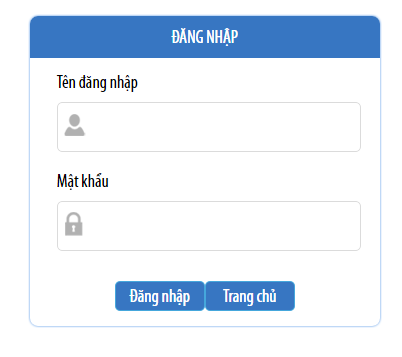 ĐĂNG NHẬP
Tên đăng nhập
Mật khẩu
Đăng nhập Trang chủ